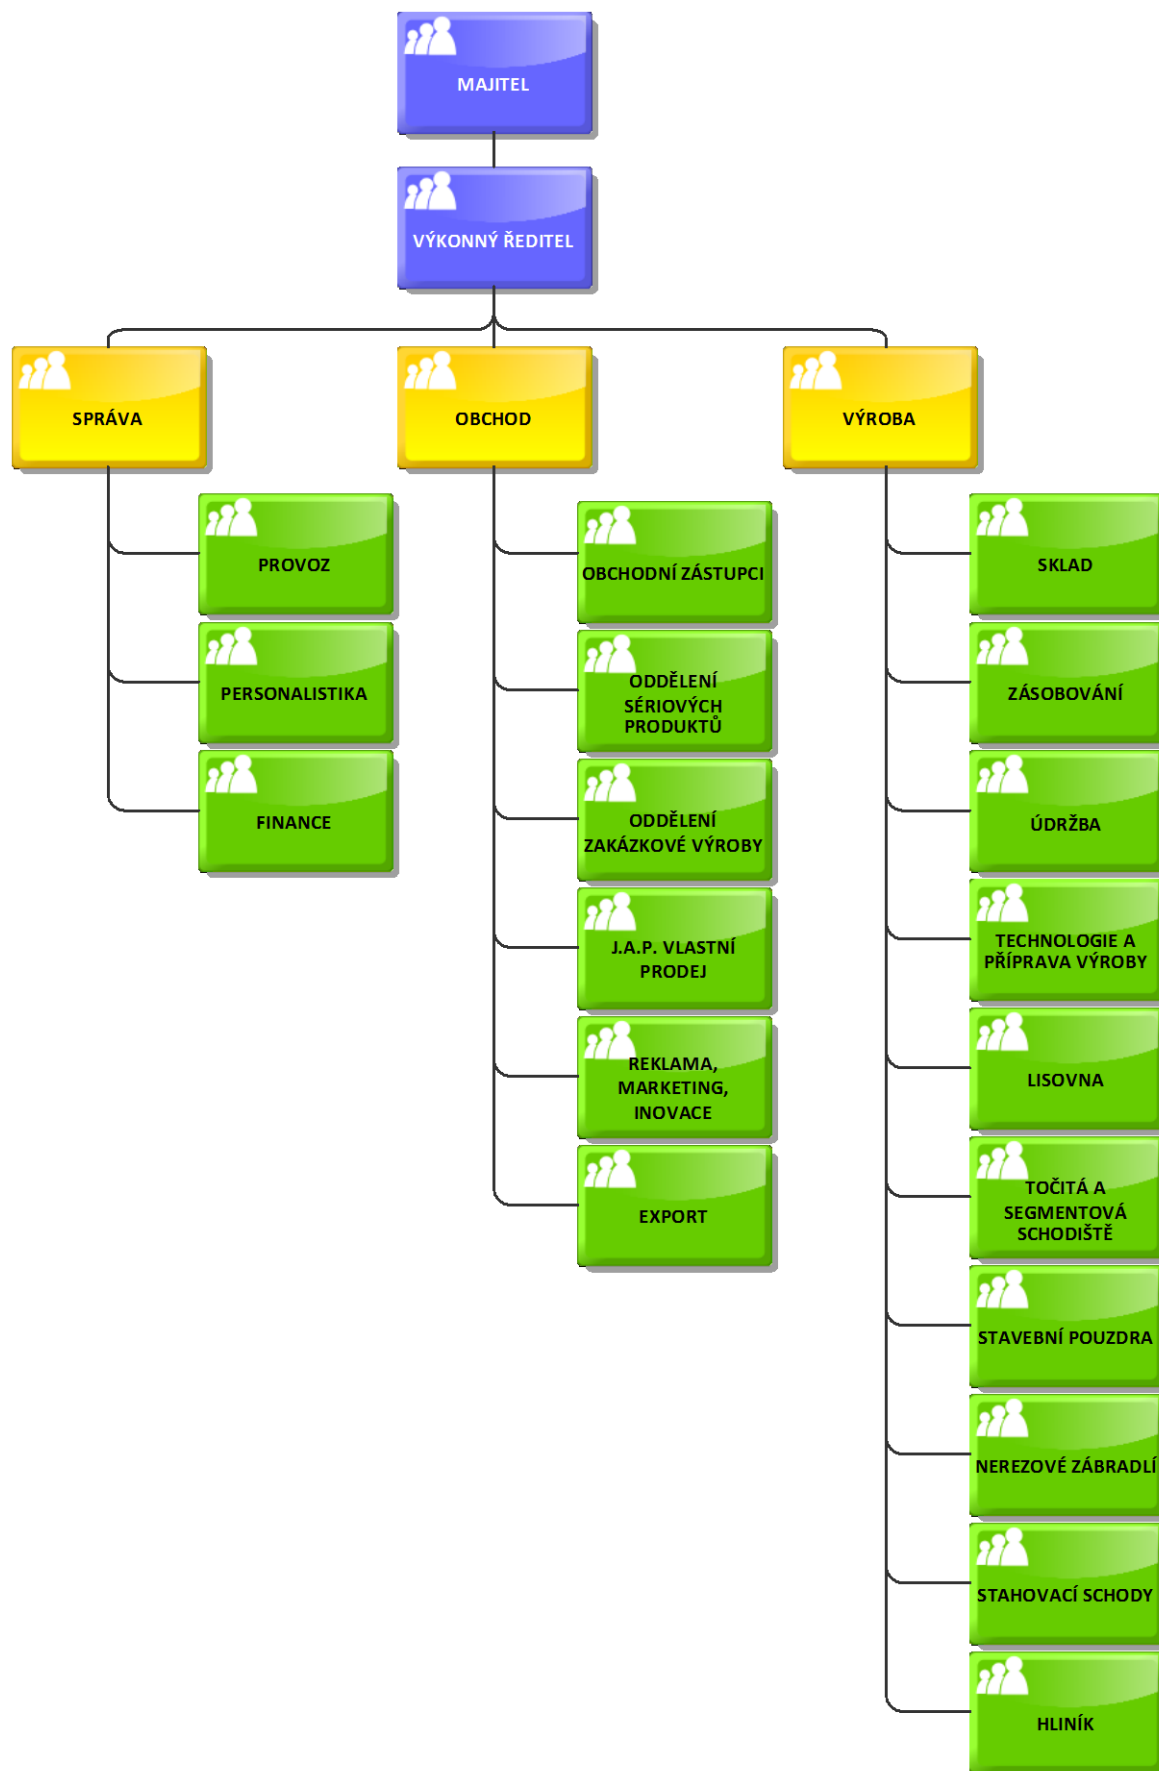 MAJITEL
VÝKONNÝ ŘEDITEL
SPRÁVA
OBCHOD
VÝROBA
PROVOZ
PERSONALISTIKA
FINANCE
OBCHODNÍ ZÁSTUPCI
ODDĚLENÍ
SÉRIOVÝCH
PRODUKTŮ
ODDĚLENÍ
ZAKÁZKOVÉ VÝROBY
J.A.P. VLASTNÍ
PRODEJ
REKLAMA,
MARKETING,
INOVACE
EXPORT
SKLAD
ZÁSOBOVÁNÍ
ÚDRŽBA
TECHNOLOGIE A
PŘÍPRAVA VÝROBY
LISOVNA
TOČITÁ A
SEGMENTOVÁ
SCHODIŠTĚ
STAVEBNÍ POUZDRA
NEREZOVÉ ZÁBRADLÍ
STAHOVACÍ SCHODY
HLINÍK